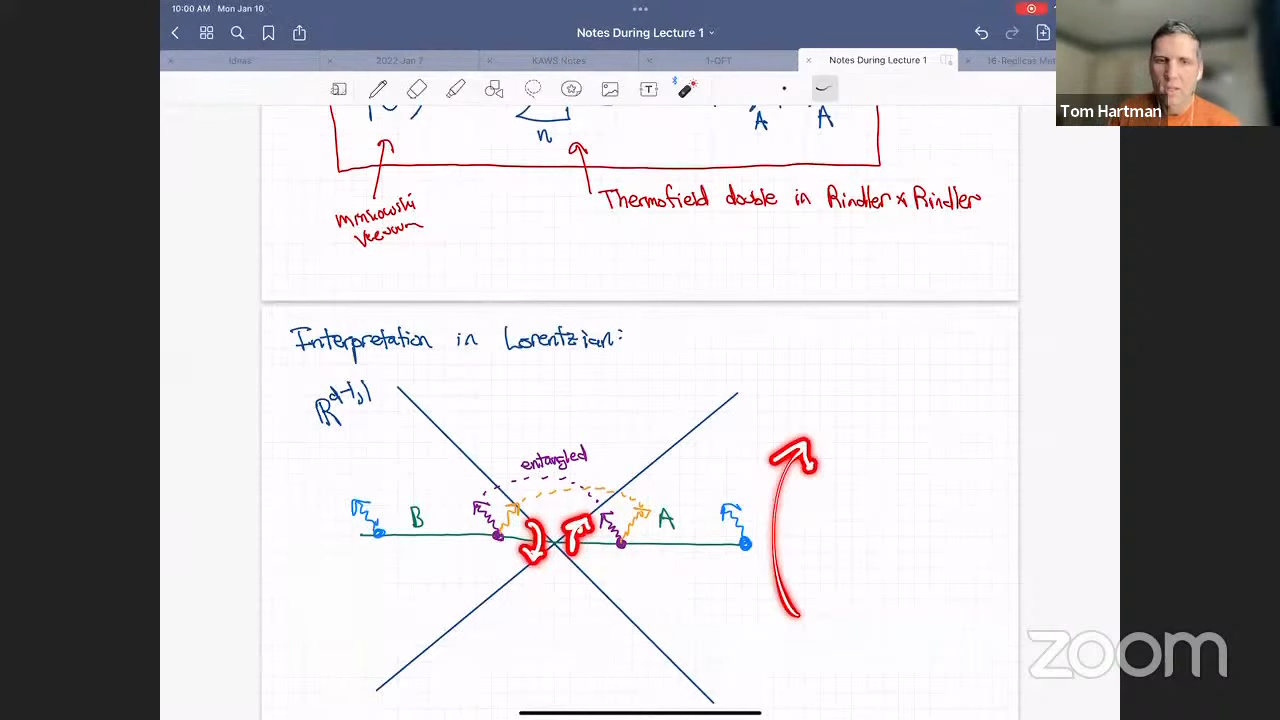 10:00 AM Mon Jan 10
Notes During Lecture 1
Ideas
2022 Jan 7
KAWS Notes
1-QFT
Notes During Lecture 1
16-Replicas Met
Tom Hartman
n
A
A
Thermofield double in Rindler x Rindler
Minkowski
vacuum
Interpretation in Lorentzian:
R^{d-1,1}
entangled
B
A
zoom